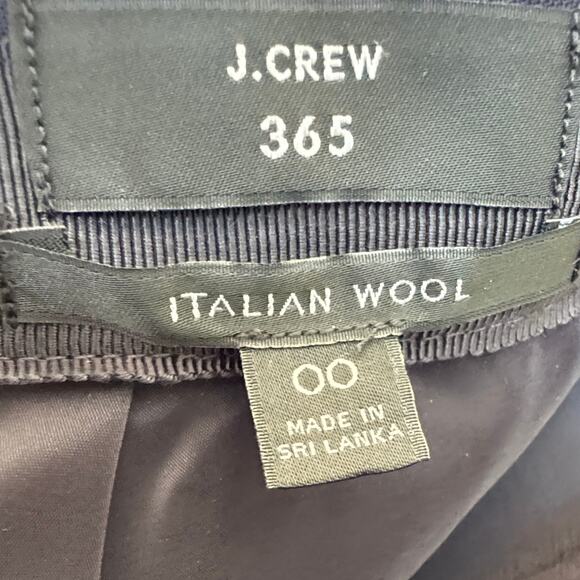 J.CREW
365
ITALIAN WOOL
00
MADE IN
SRI LANKA